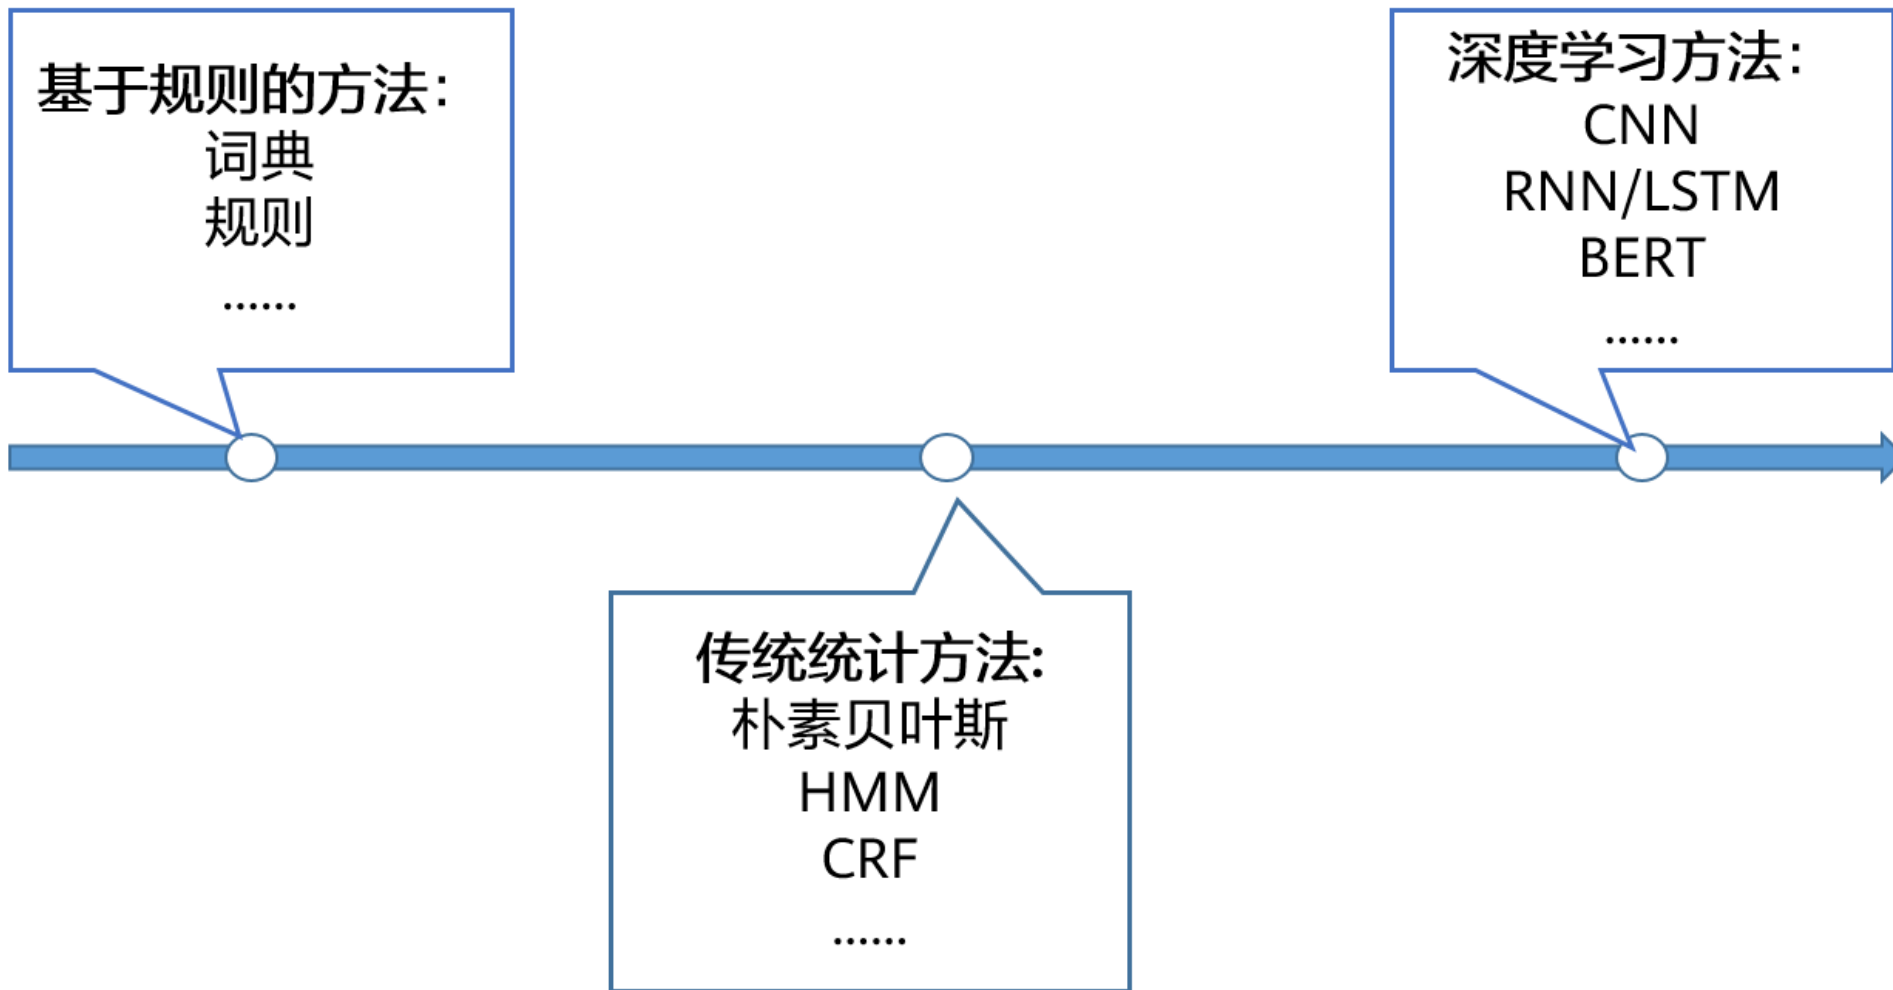 基于规则的方法：
词典
规则
......
传统统计方法:
朴素贝叶斯
HMM
CRF
......
深度学习方法：
CNN
RNN/LSTM
BERT
......